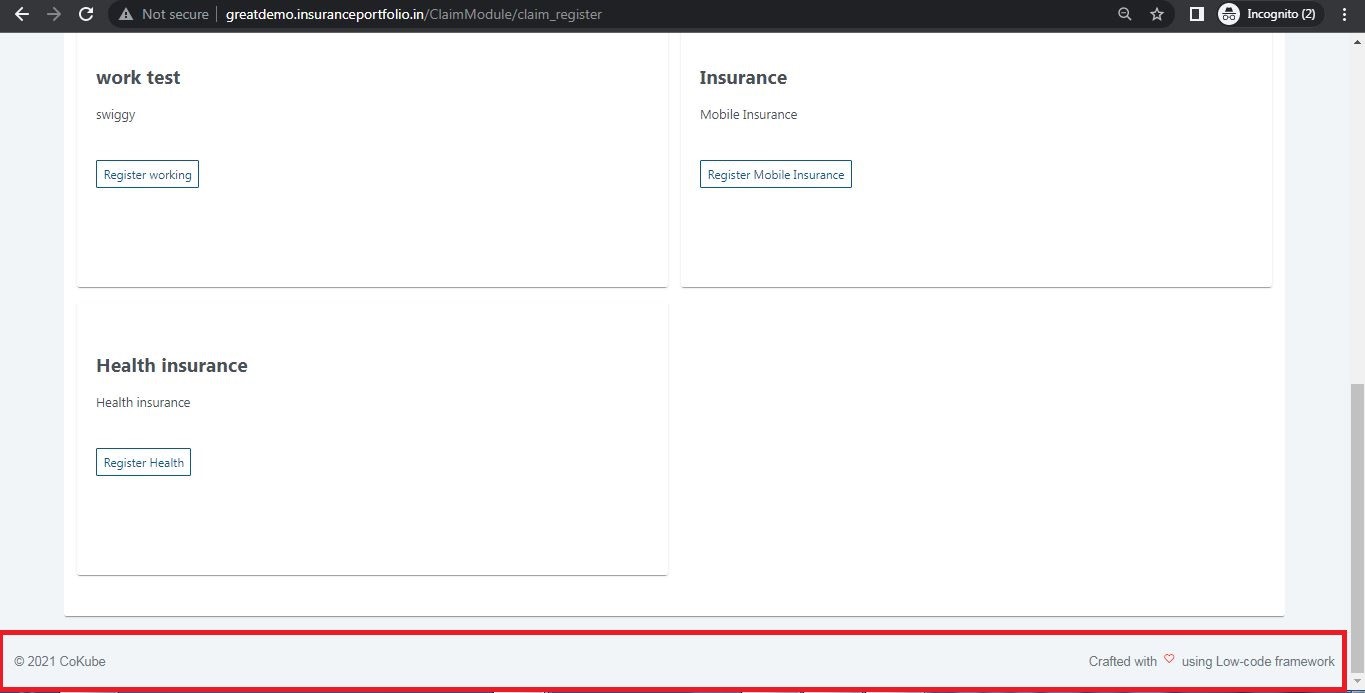 Not secure greatdemo.insuranceportfolio.in/ClaimModule/claim_register Incognito (2)
work test
swiggy
Register working
Insurance
Mobile Insurance
Register Mobile Insurance
Health insurance
Health insurance
Register Health
© 2021 CoKube Crafted with ♡ using Low-code framework